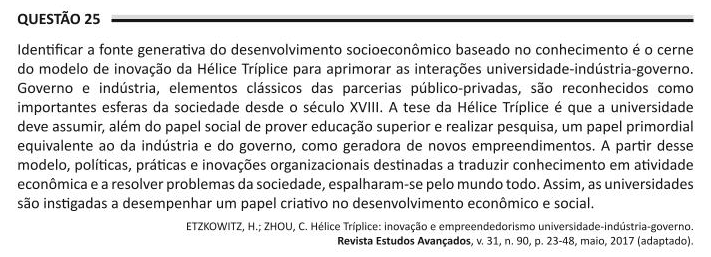 QUESTÃO 25
Identificar a fonte generativa do desenvolvimento socioeconômico baseado no conhecimento é o cerne
do modelo de inovação da Hélice Tríplice para aprimorar as interações universidade-indústria-governo.
Governo e indústria, elementos clássicos das parcerias público-privadas, são reconhecidos como
importantes esferas da sociedade desde o século XVIII. A tese da Hélice Tríplice é que a universidade
deve assumir, além do papel social de prover educação superior e realizar pesquisa, um papel primordial
equivalente ao da indústria e do governo, como geradora de novos empreendimentos. A partir desse
modelo, políticas, práticas e inovações organizacionais destinadas a traduzir conhecimento em atividade
econômica e a resolver problemas da sociedade, espalharam-se pelo mundo todo. Assim, as universidades
são instigadas a desempenhar um papel criativo no desenvolvimento econômico e social.
ETZKOWITZ, H.; ZHOU, C. Hélice Tríplice: inovação e empreendedorismo universidade-indústria-governo.
Revista Estudos Avançados, v. 31, n. 90, p. 23-48, maio, 2017 (adaptado).